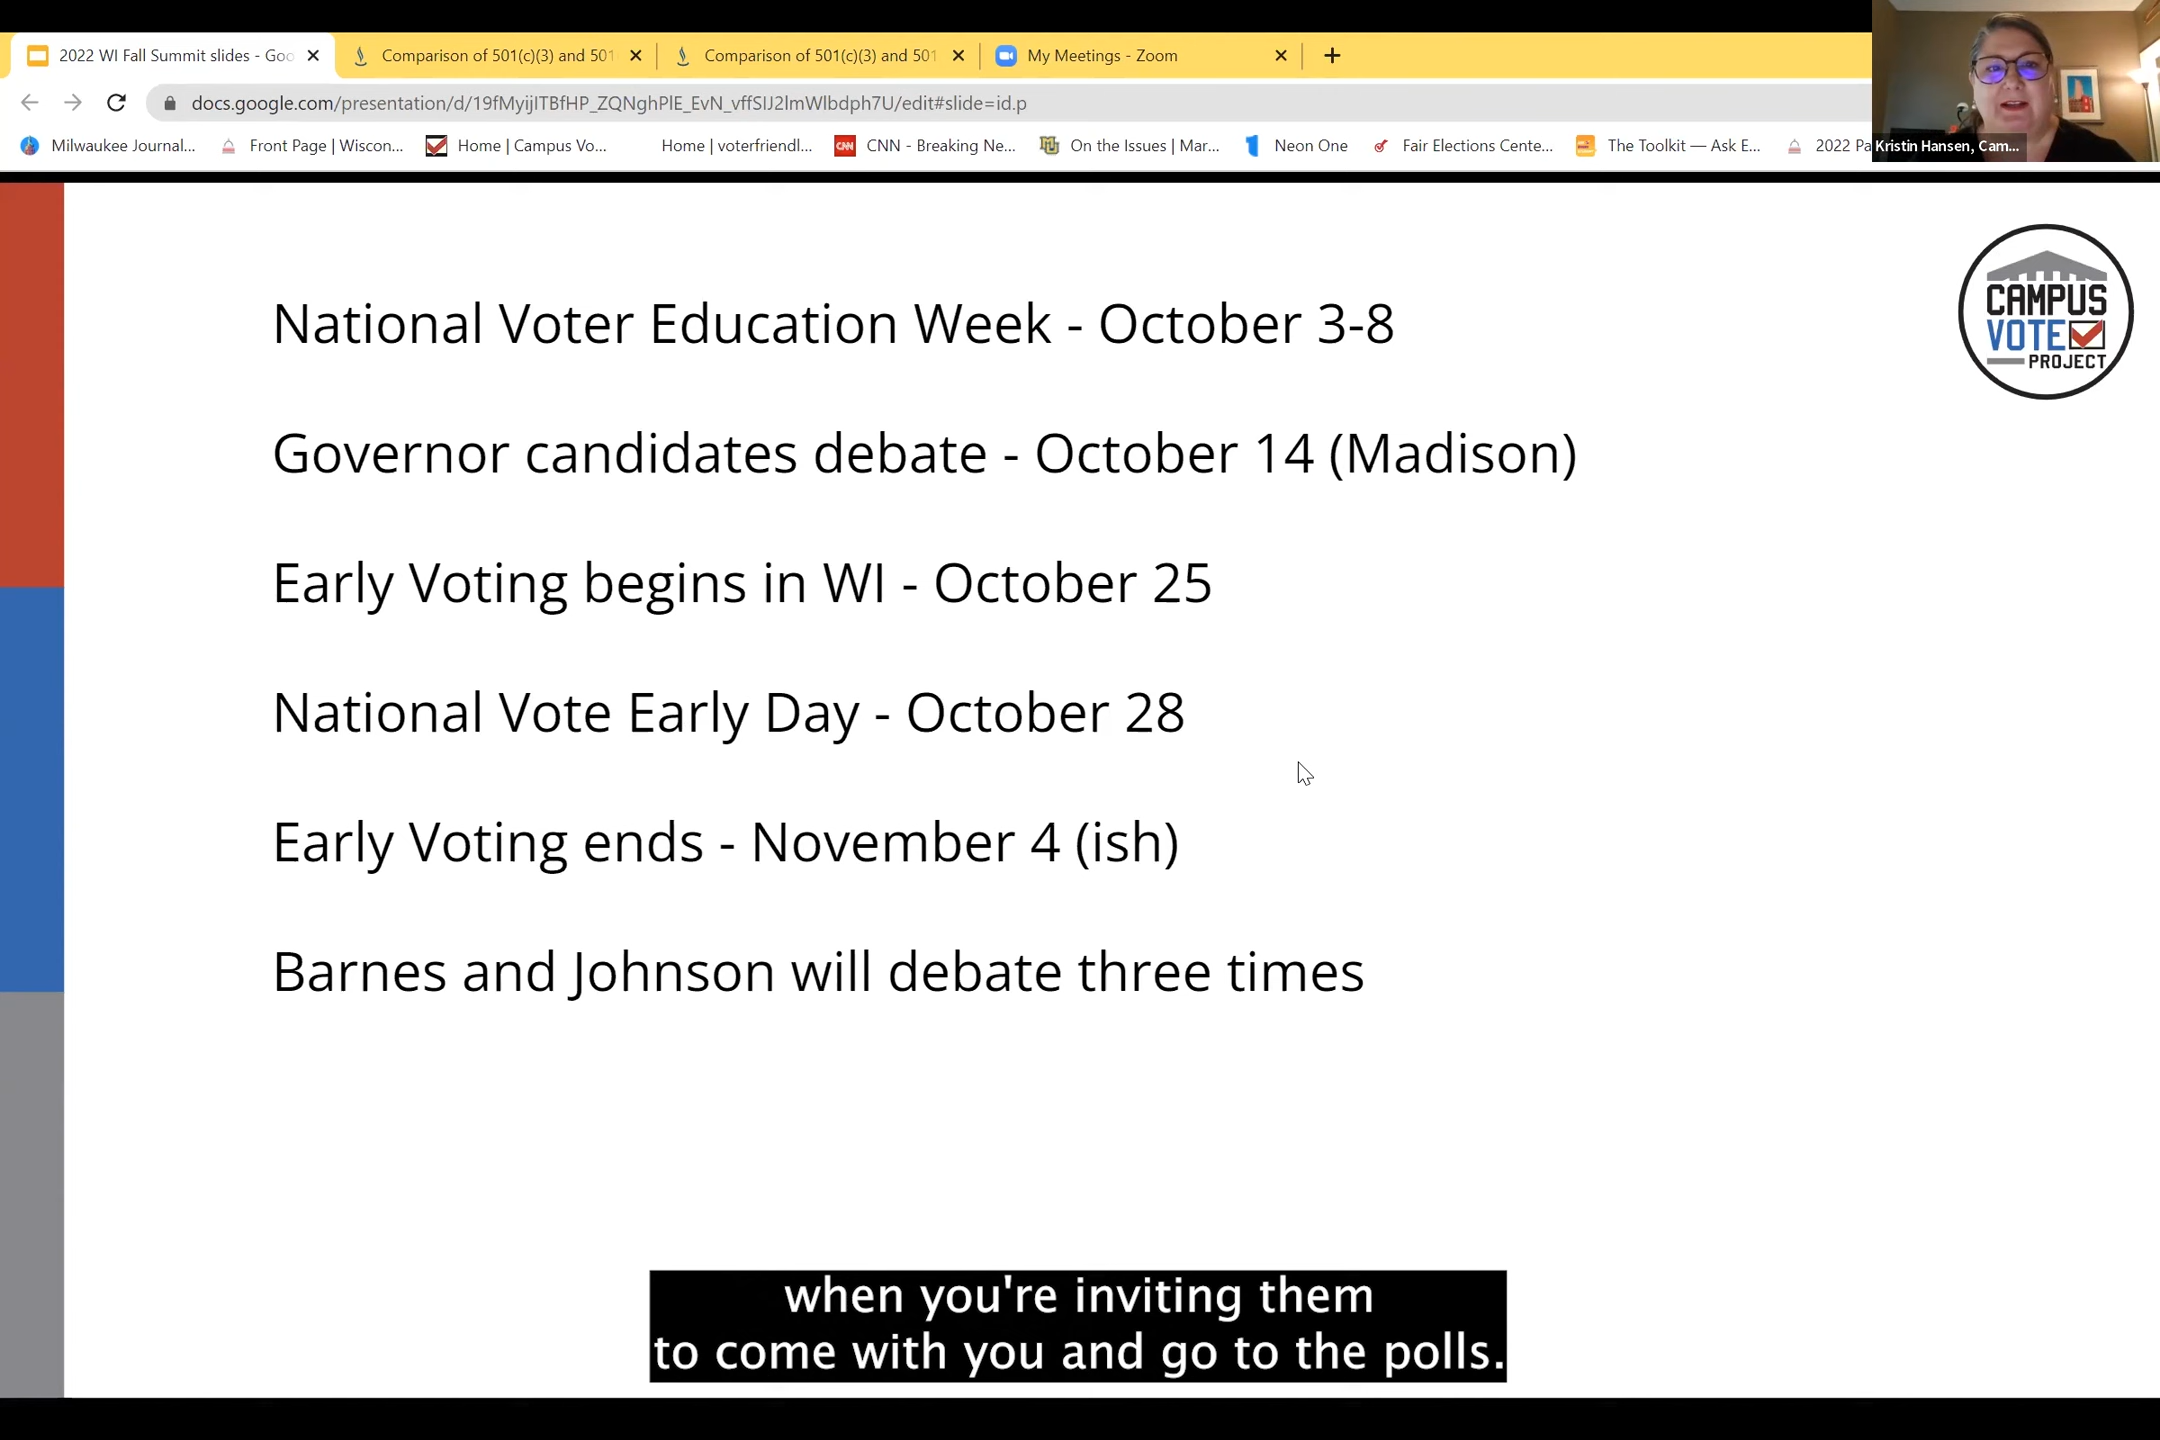 2022 WI Fall Summit slides - Goo
Comparison of 501(c)(3) and 501
Comparison of 501(c)(3) and 501
My Meetings - Zoom
docs.google.com/presentation/d/19fMyijITBfHP_ZQNghPlE_EvN_vffSIJ2lmWlbdph7U/edit#slide=id.p
Milwaukee Journal...
Front Page | Wiscon...
Home | Campus Vo...
Home | voterfriendl...
CNN
CNN - Breaking Ne...
MU
On the Issues | Mar...
Neon One
Fair Elections Cente...
The Toolkit — Ask E...
2022 Pa
Kristin Hansen, Cam...
CAMPUS
VOTE
PROJECT
National Voter Education Week - October 3-8
Governor candidates debate - October 14 (Madison)
Early Voting begins in WI - October 25
National Vote Early Day - October 28
Early Voting ends - November 4 (ish)
Barnes and Johnson will debate three times
when you're inviting them
to come with you and go to the polls.